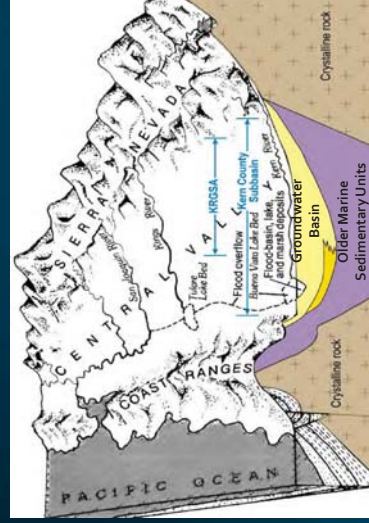 SIERRA NEVADA
CENTRAL VALLEY
San Joaquin River
Kings River
Tulare
Lake Bed
KRGSA
Flood overflow
Kern County
Subbasin
Buena Vista Lake Bed
Kern River
Flood-basin, lake,
and marsh deposits
COAST RANGES
PACIFIC OCEAN
Groundwater
Basin
Older Marine
Sedimentary Units
Crystalline rock
Crystalline rock